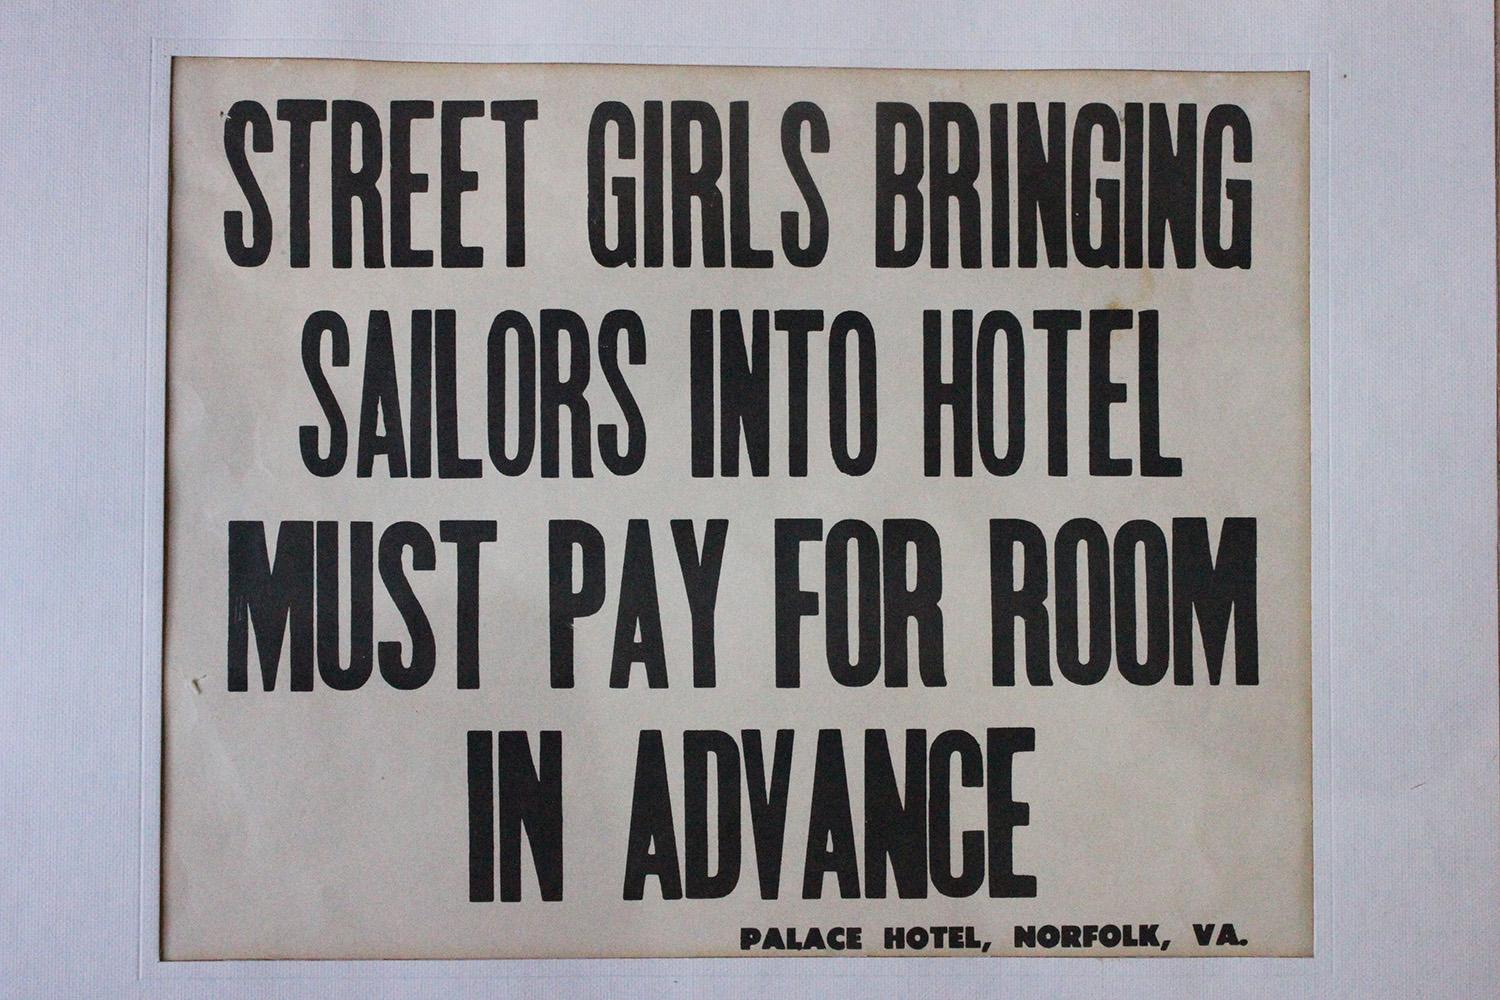 STREET GIRLS BRINGING
SAILORS INTO HOTEL
MUST PAY FOR ROOM
IN ADVANCE
PALACE HOTEL, NORFOLK, VA.